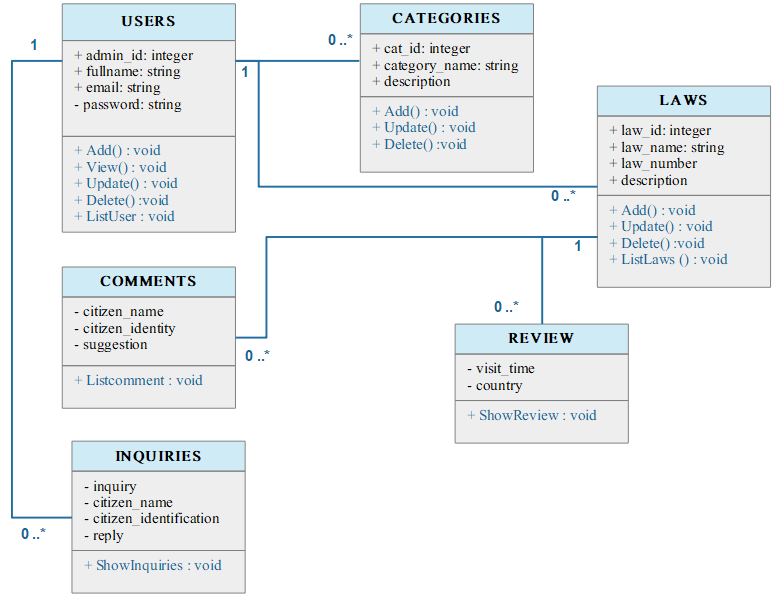 USERS
+ admin_id: integer
+ fullname: string
+ email: string
- password: string
+ Add() : void
+ View() : void
+ Update() : void
+ Delete() :void
+ ListUser : void
1
1
0 ..*
CATEGORIES
+ cat_id: integer
+ category_name: string
+ description
+ Add() : void
+ Update() : void
+ Delete() :void
LAWS
+ law_id: integer
+ law_name: string
+ law_number
+ description
+ Add() : void
+ Update() : void
+ Delete() :void
+ ListLaws () : void
0 ..*
1
COMMENTS
- citizen_name
- citizen_identity
- suggestion
+ Listcomment : void
0 ..*
0 ..*
REVIEW
- visit_time
- country
+ ShowReview : void
INQUIRIES
- inquiry
- citizen_name
- citizen_identification
- reply
+ ShowInquiries : void
0 ..*